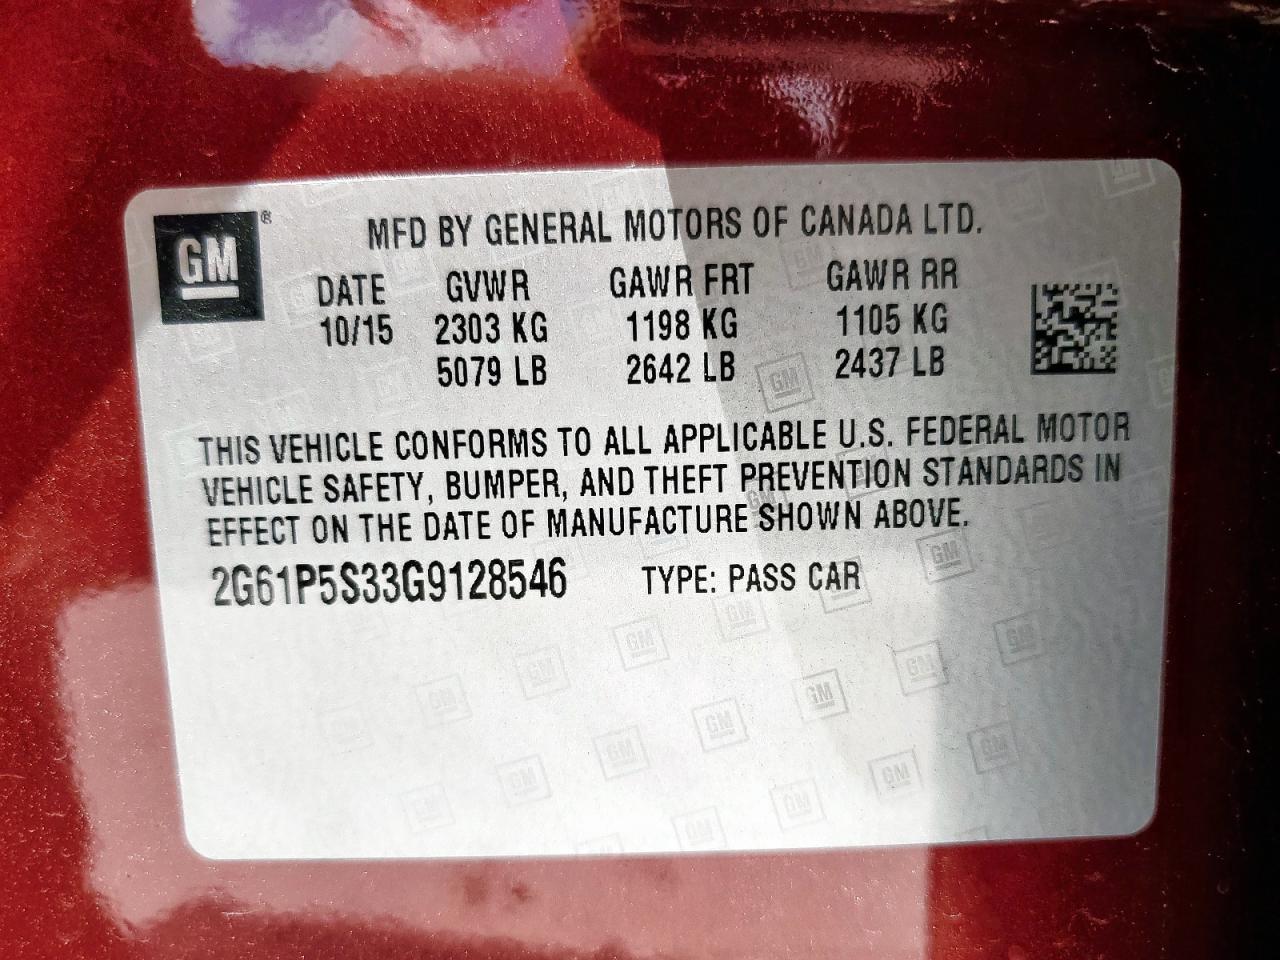 GM®
MFD BY GENERAL MOTORS OF CANADA LTD.
DATE GVWR GAWR FRT GAWR RR
10/15 2303 KG 1198 KG 1105 KG
5079 LB 2642 LB 2437 LB
THIS VEHICLE CONFORMS TO ALL APPLICABLE U.S. FEDERAL MOTOR
VEHICLE SAFETY, BUMPER, AND THEFT PREVENTION STANDARDS IN
EFFECT ON THE DATE OF MANUFACTURE SHOWN ABOVE.
2G61P5S33G9128546 TYPE: PASS CAR